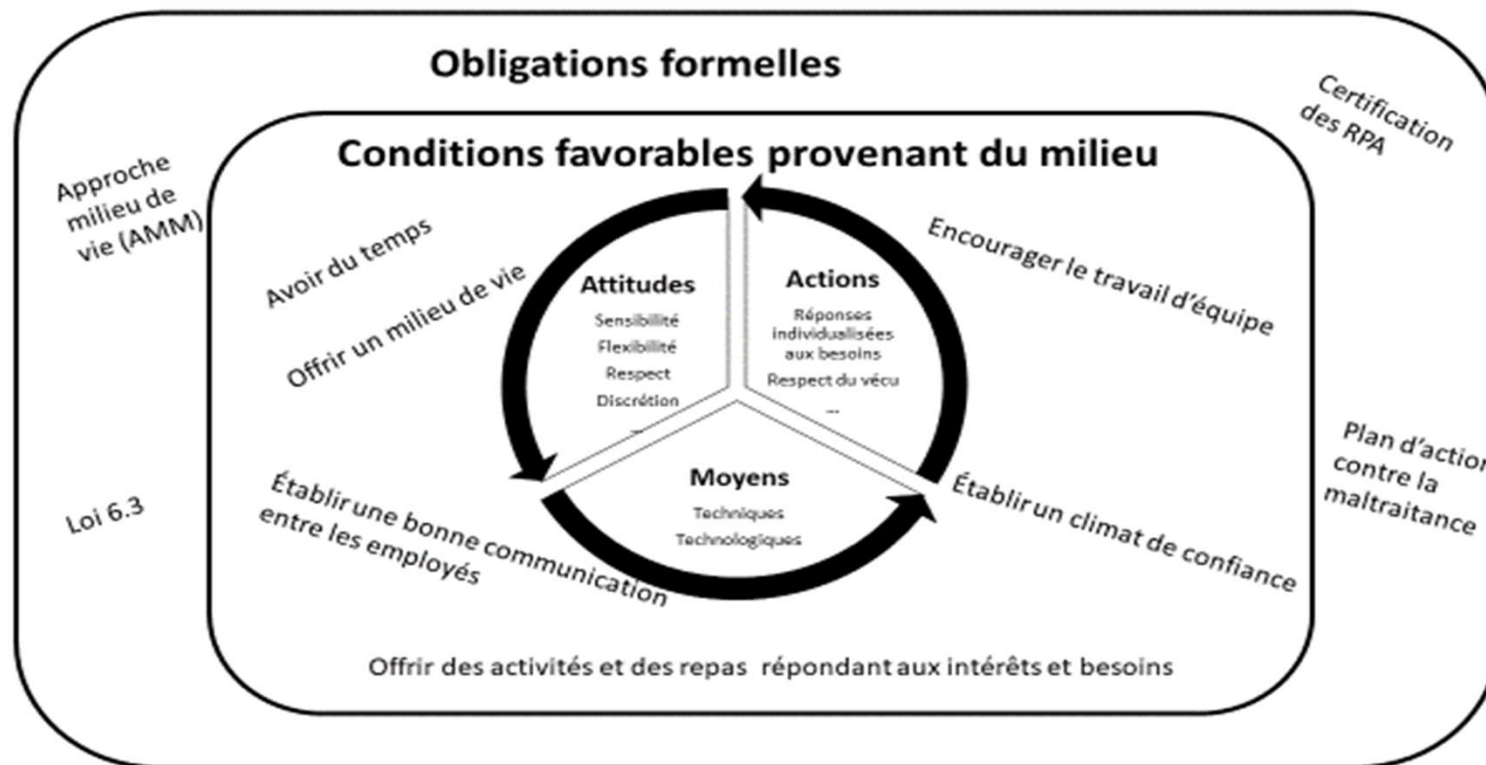 Obligations formelles
Certification
des RPA
Approche
milieu de
vie (AMM)
Conditions favorables provenant du milieu
Avoir du temps
Offrir un milieu de vie
Encourager le travail d'équipe
Attitudes
Sensibilité
Flexibilité
Respect
Discrétion
...
Actions
Réponses
individualisées
aux besoins
Respect du vécu
...
Moyens
Techniques
Technologiques
Loi 6.3
Établir une bonne communication
entre les employés
Établir un climat de confiance
Plan d'action
contre la
maltraitance
Offrir des activités et des repas répondant aux intérêts et besoins